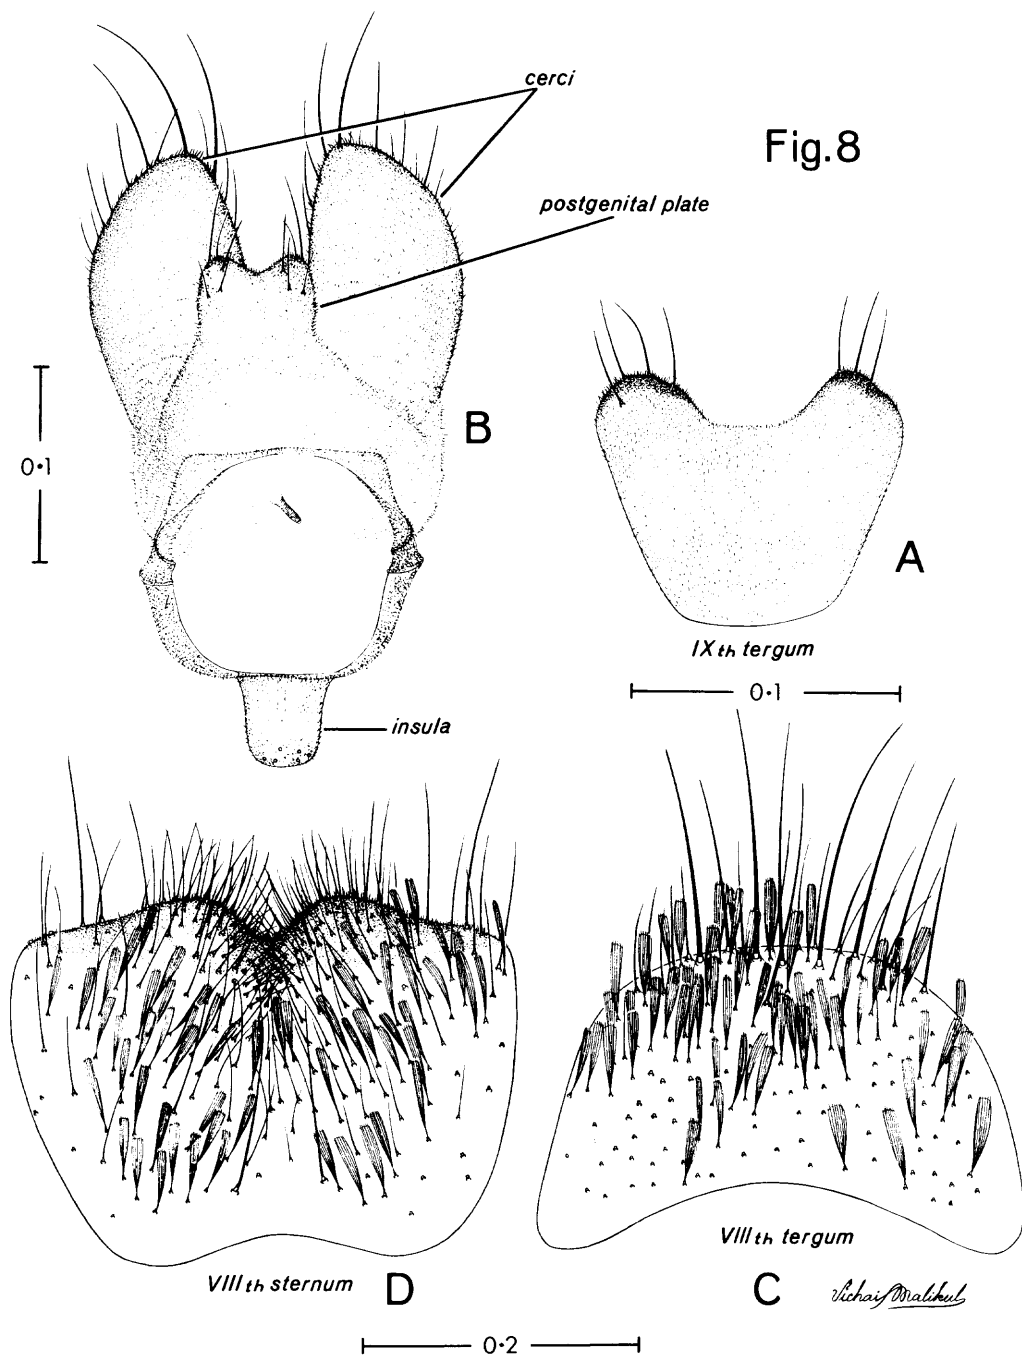 cerci
Fig.8
postgenital plate
B
0·1
A
IXth tergum
0·1
insula
VIIIth tergum
VIIIth sternum
D
C
Vichai Malikul
0·2